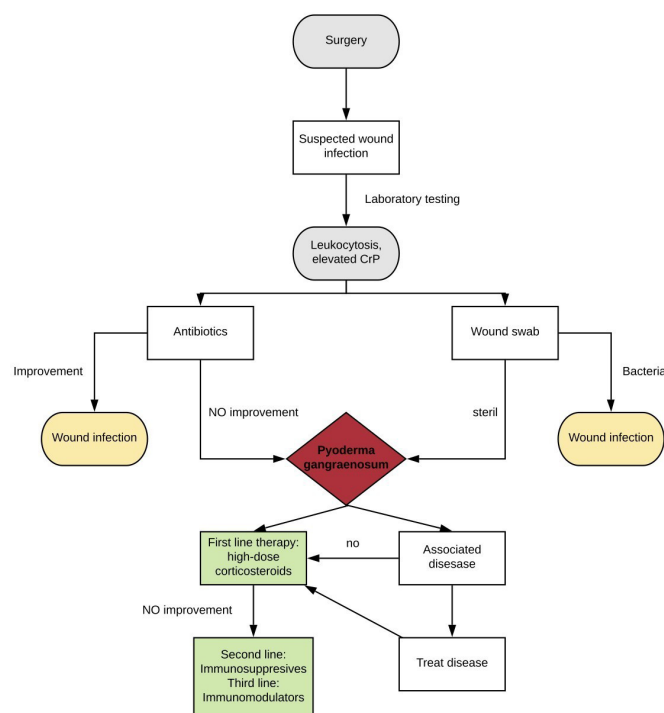 Surgery
Suspected wound
infection
Laboratory testing
Leukocytosis,
elevated CrP
Antibiotics
Wound swab
Improvement
Bacteria
Wound infection
NO improvement
steril
Wound infection
Pyoderma
gangraenosum
First line therapy:
high-dose
corticosteroids
no
Associated
disesase
NO improvement
Second line:
Immunosuppresives
Third line:
Immunomodulators
Treat disease